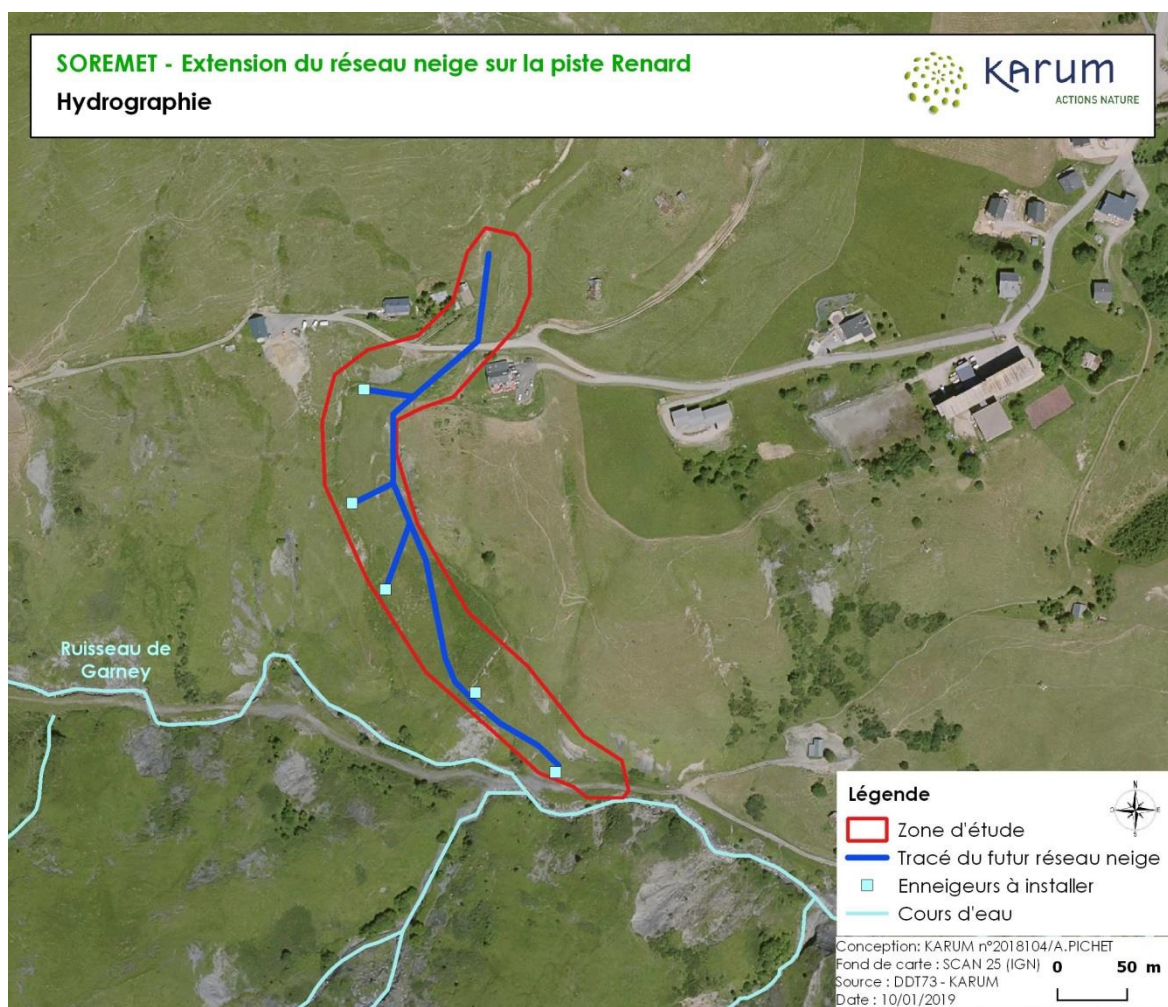 SOREMET - Extension du réseau neige sur la piste Renard
Hydrographie
KARUM
ACTIONS NATURE
Ruisseau de
Garney
Légende
Zone d'étude
Tracé du futur réseau neige
Enneigeurs à installer
Cours d'eau
Conception: KARUM n°2018104/A.PICHET
Fond de carte : SCAN 25 (IGN)
Source : DDT73 - KARUM
Date : 10/01/2019
0 50 m